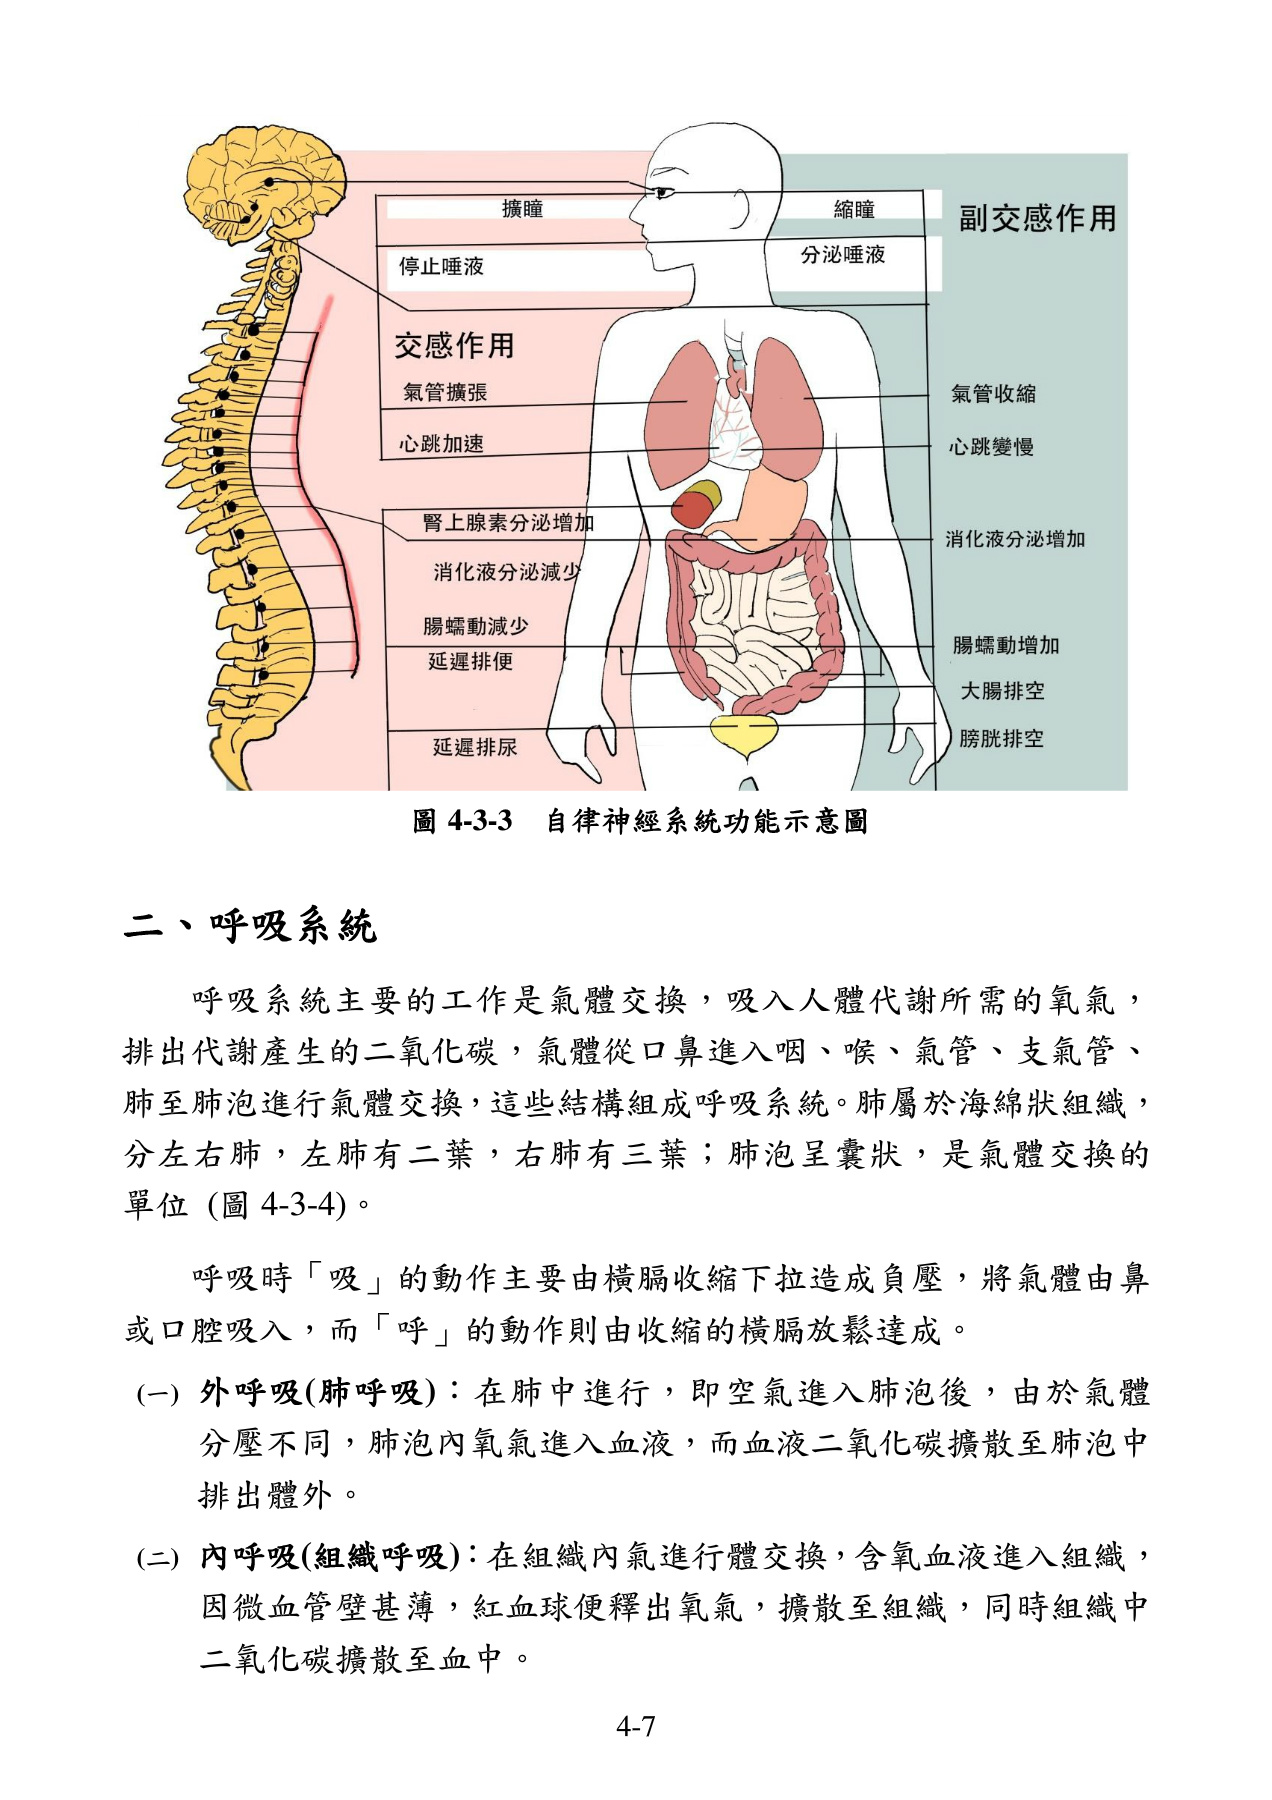 擴瞳
縮瞳
副交感作用
停止唾液
分泌唾液
交感作用
氣管擴張
氣管收縮
心跳加速
心跳變慢
腎上腺素分泌增加
消化液分泌增加
消化液分泌減少
腸蠕動減少
腸蠕動增加
延遲排便
大腸排空
延遲排尿
膀胱排空
圖 4-3-3 自律神經系統功能示意圖
二、呼吸系統
呼吸系統主要的工作是氣體交換，吸入人體代謝所需的氧氣，
排出代謝產生的二氧化碳，氣體從口鼻進入咽、喉、氣管、支氣管、
肺至肺泡進行氣體交換，這些結構組成呼吸系統。肺屬於海綿狀組織，
分左右肺，左肺有二葉，右肺有三葉；肺泡呈囊狀，是氣體交換的
單位 (圖 4-3-4)。
呼吸時「吸」的動作主要由橫膈收縮下拉造成負壓，將氣體由鼻
或口腔吸入，而「呼」的動作則由收縮的橫膈放鬆達成。
(一) 外呼吸(肺呼吸)：在肺中進行，即空氣進入肺泡後，由於氣體
分壓不同，肺泡內氧氣進入血液，而血液二氧化碳擴散至肺泡中
排出體外。
(二) 內呼吸(組織呼吸)：在組織內氣進行體交換，含氧血液進入組織，
因微血管壁甚薄，紅血球便釋出氧氣，擴散至組織，同時組織中
二氧化碳擴散至血中。
4-7